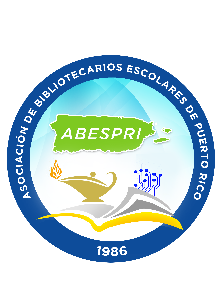 ASOCIACIÓN DE BIBLIOTECARIOS ESCOLARES DE PUERTO RICO
ABESPRI
1986